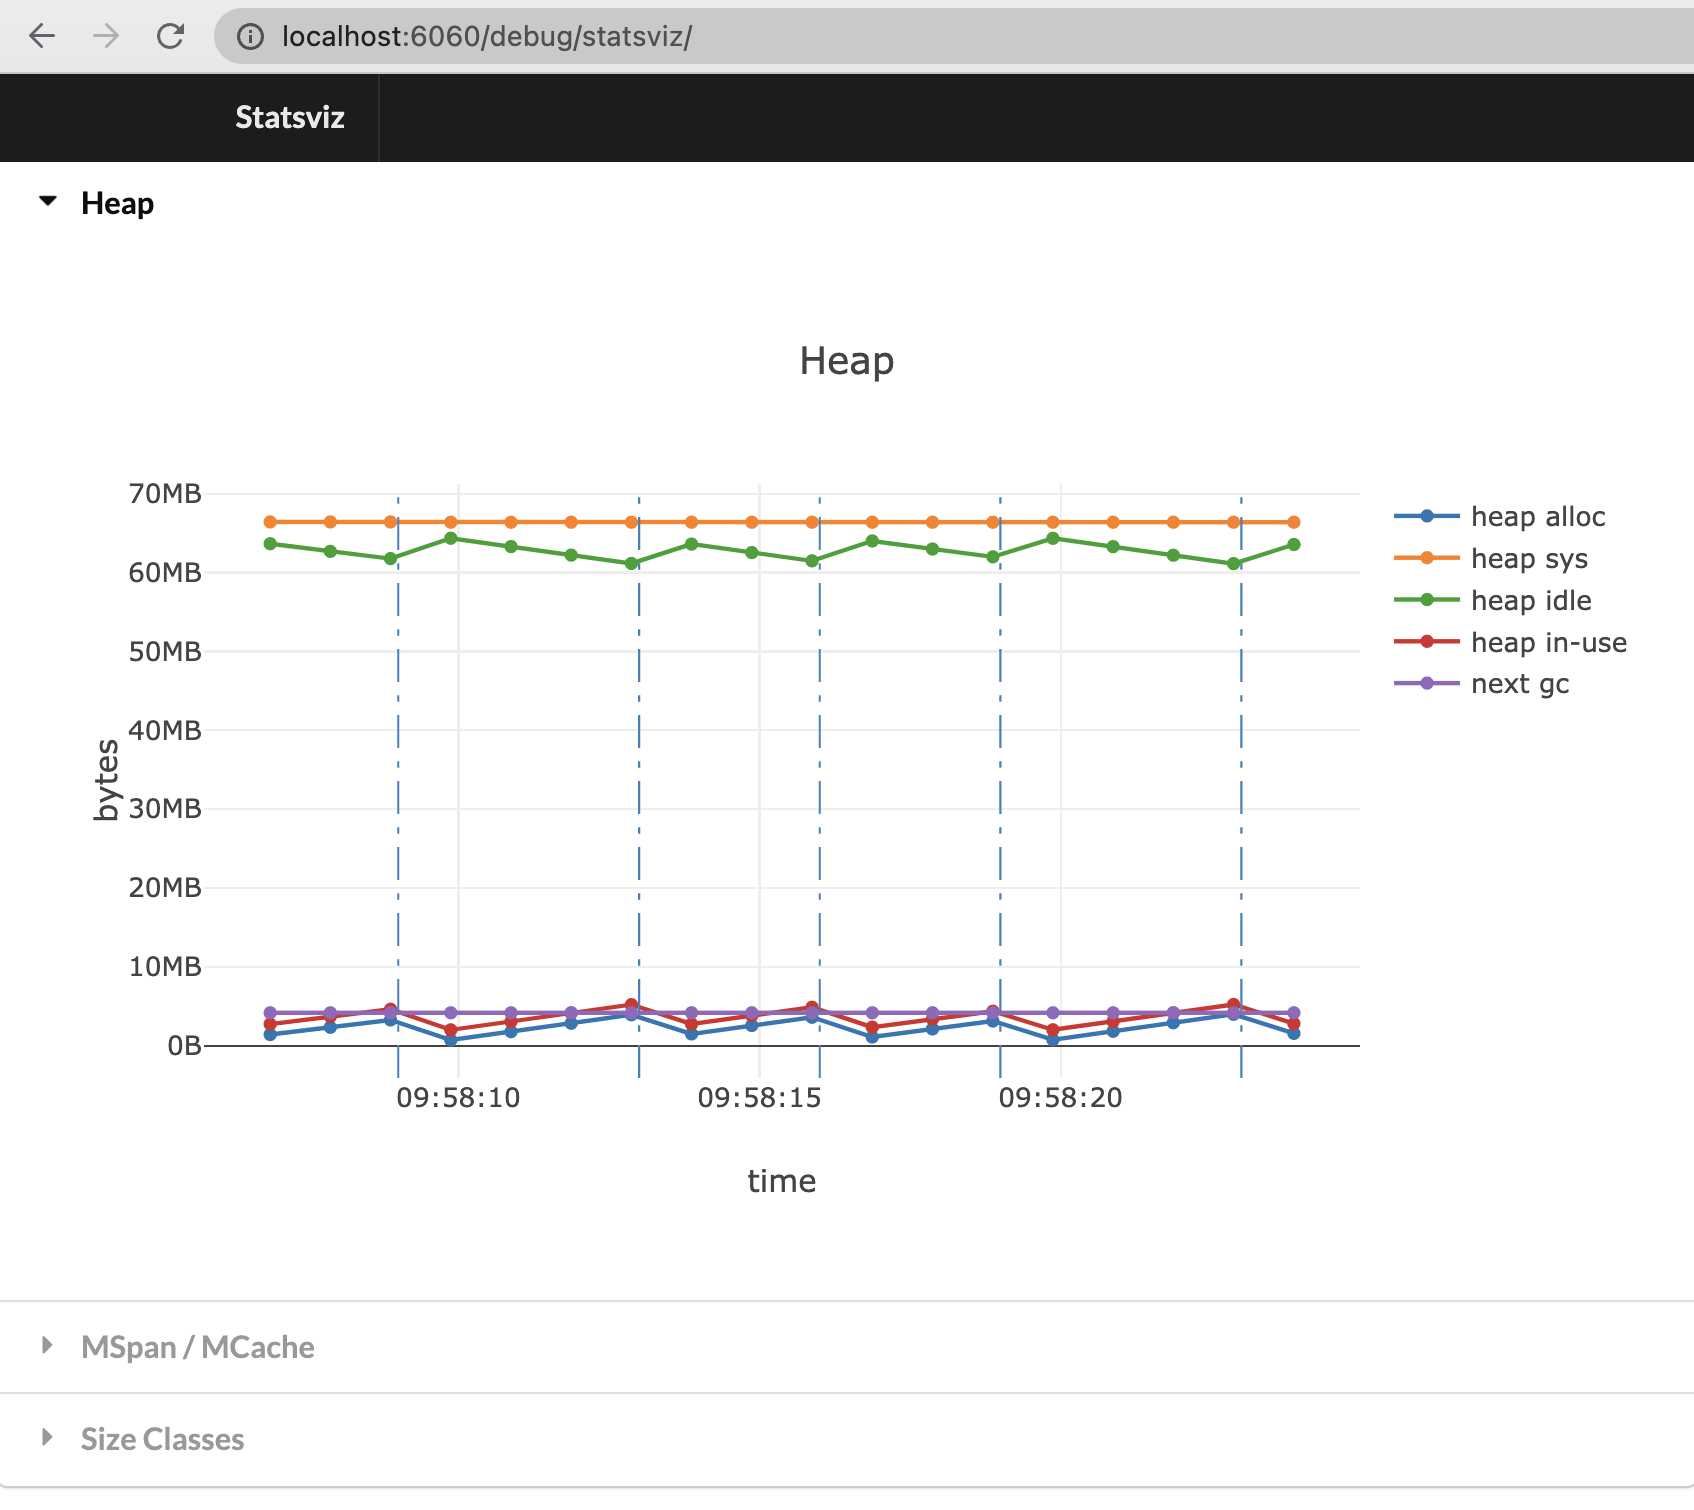 localhost:6060/debug/statsviz/
Statsviz
Heap
Heap
70MB
60MB
50MB
40MB
30MB
20MB
10MB
0B
bytes
09:58:10 09:58:15 09:58:20
time
heap alloc
heap sys
heap idle
heap in-use
next gc
MSpan / MCache
Size Classes